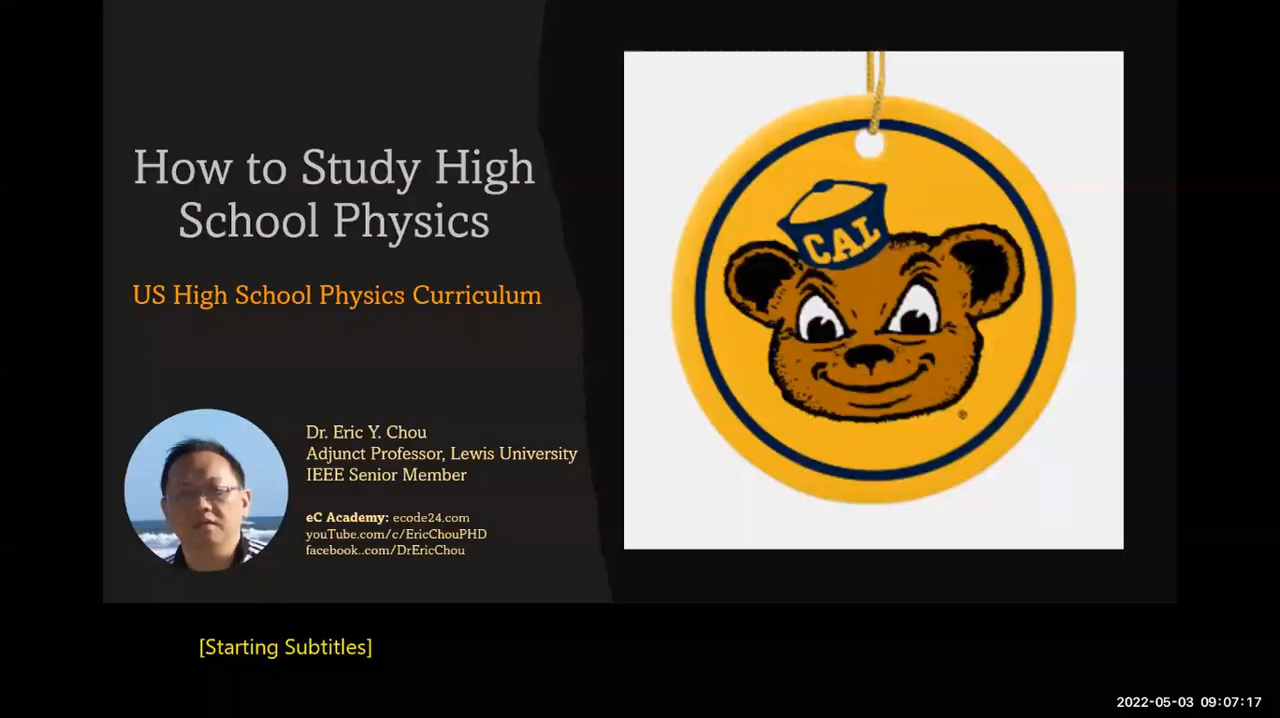 How to Study High
School Physics
US High School Physics Curriculum
Dr. Eric Y. Chou
Adjunct Professor, Lewis University
IEEE Senior Member
eC Academy: ecode24.com
youTube.com/c/EricChouPHD
facebook..com/DrEricChou
CAL
®
[Starting Subtitles]
2022-05-03 09:07:17